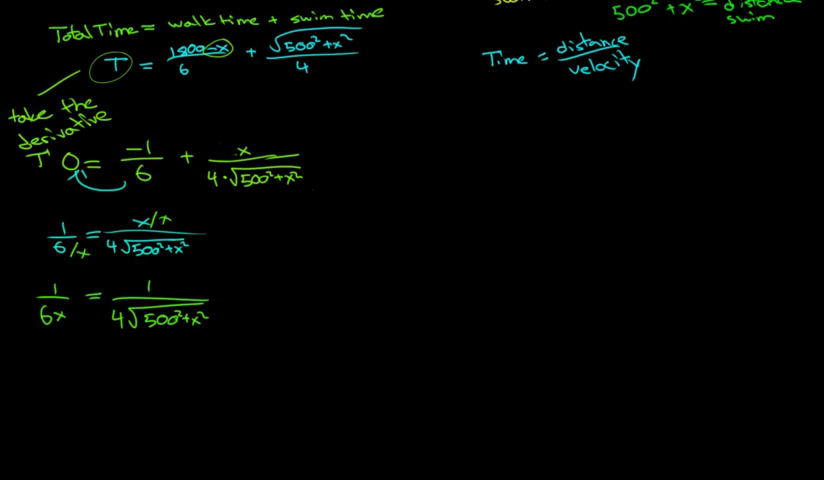 500² + x² = distance
swim
Total Time = walk time + swim time
T = 1800-x/6 + √500²+x²/4
Time = distance/velocity
take the
derivative
T' 0 = -1/6 + x/4·√500²+x²
1/6/x = x/x/4√500²+x²
1/6x = 1/4√500²+x²